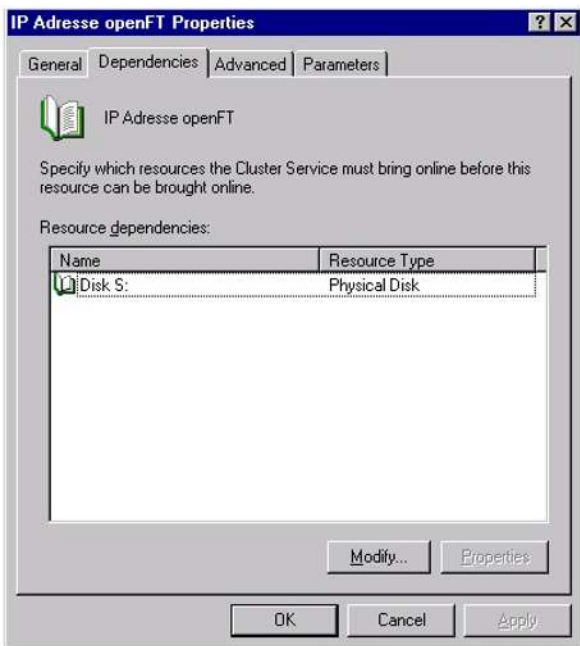 IP Adresse openFT Properties
General Dependencies Advanced Parameters
IP Adresse openFT
Specify which resources the Cluster Service must bring online before this
resource can be brought online.
Resource dependencies:
Name Resource Type
Disk S: Physical Disk
Modify... Properties
OK Cancel Apply